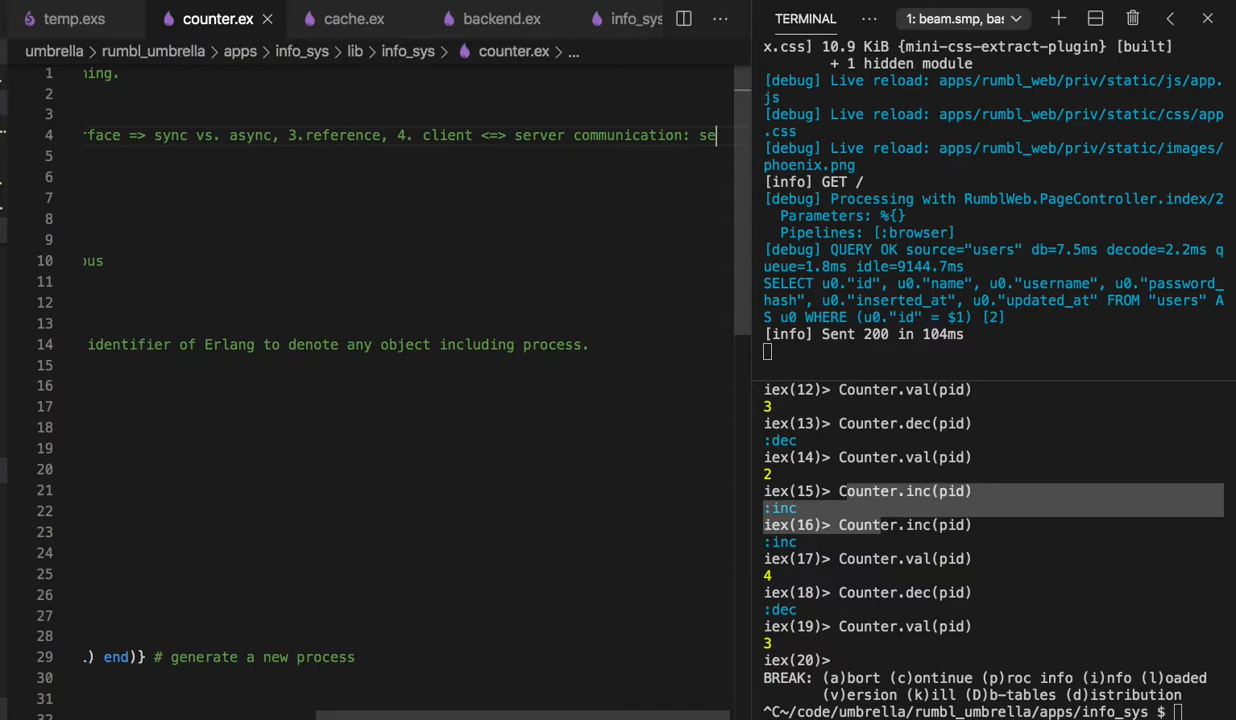 temp.exs counter.ex cache.ex backend.ex info_sys
umbrella > rumbl_umbrella > apps > info_sys > lib > info_sys > counter.ex > ...
1 ning.
2
3
4 rface => sync vs. async, 3.reference, 4. client <=> server communication: se
5
6
7
8
9
10 ous
11
12
13
14 identifier of Erlang to denote any object including process.
15
16
17
18
19
20
21
22
23
24
25
26
27
28
29 .) end)} # generate a new process
30
31
32
TERMINAL ... 1: beam.smp, bas
x.css] 10.9 KiB {mini-css-extract-plugin} [built]
+ 1 hidden module
[debug] Live reload: apps/rumbl_web/priv/static/js/app.
js
[debug] Live reload: apps/rumbl_web/priv/static/css/app
.css
[debug] Live reload: apps/rumbl_web/priv/static/images/
phoenix.png
[info] GET /
[debug] Processing with RumblWeb.PageController.index/2
Parameters: %{}
Pipelines: [:browser]
[debug] QUERY OK source="users" db=7.5ms decode=2.2ms q
ueue=1.8ms idle=9144.7ms
SELECT u0."id", u0."name", u0."username", u0."password_
hash", u0."inserted_at", u0."updated_at" FROM "users" A
S u0 WHERE (u0."id" = $1) [2]
[info] Sent 200 in 104ms
iex(12)> Counter.val(pid)
3
iex(13)> Counter.dec(pid)
:dec
iex(14)> Counter.val(pid)
2
iex(15)> Counter.inc(pid)
:inc
iex(16)> Counter.inc(pid)
:inc
iex(17)> Counter.val(pid)
4
iex(18)> Counter.dec(pid)
:dec
iex(19)> Counter.val(pid)
3
iex(20)>
BREAK: (a)bort (c)ontinue (p)roc info (i)nfo (l)oaded
(v)ersion (k)ill (D)b-tables (d)istribution
^C~/code/umbrella/rumbl_umbrella/apps/info_sys $